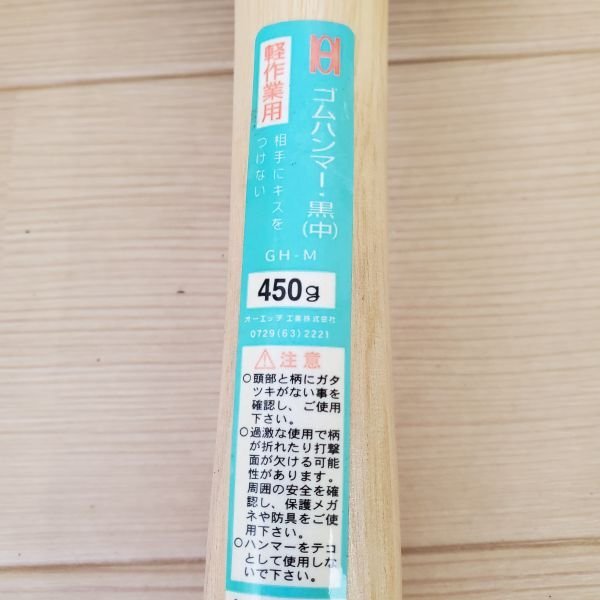 OH
ゴムハンマー・黒(中)
軽作業用
相手にキズを
つけない
GH-M
450g
オーエッチ工業株式会社
0729(63)2221
⚠注意
○頭部と柄にガタ
ツキがない事を
確認し、ご使用
下さい。
○過激な使用で柄
が折れたり打撃
面が欠ける可能
性があります。
周囲の安全を確
認し、保護メガ
ネや防具をご使
用下さい。
○ハンマーをテコ
として使用しな
いで下さい。